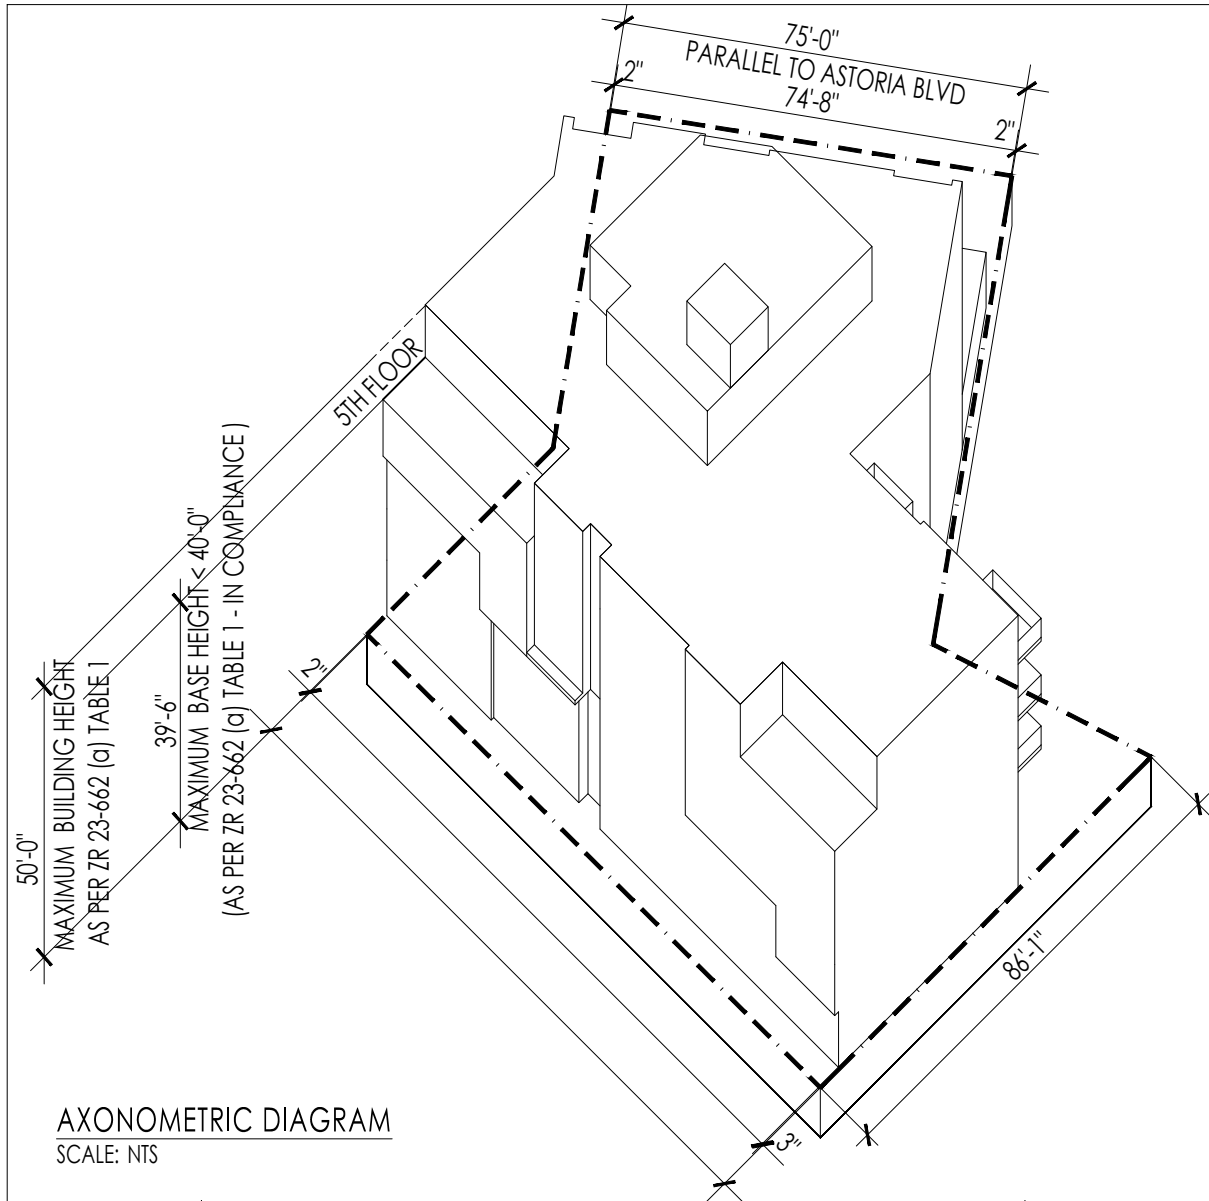 75'-0"
PARALLEL TO ASTORIA BLVD
2"
74'-8"
2"
5TH FLOOR
50'-0"
MAXIMUM BUILDING HEIGHT
AS PER ZR 23-662 (a) TABLE 1
39'-6"
MAXIMUM BASE HEIGHT < 40'-0"
(AS PER ZR 23-662 (a) TABLE 1 - IN COMPLIANCE )
2"
86'-1"
3"
AXONOMETRIC DIAGRAM
SCALE: NTS